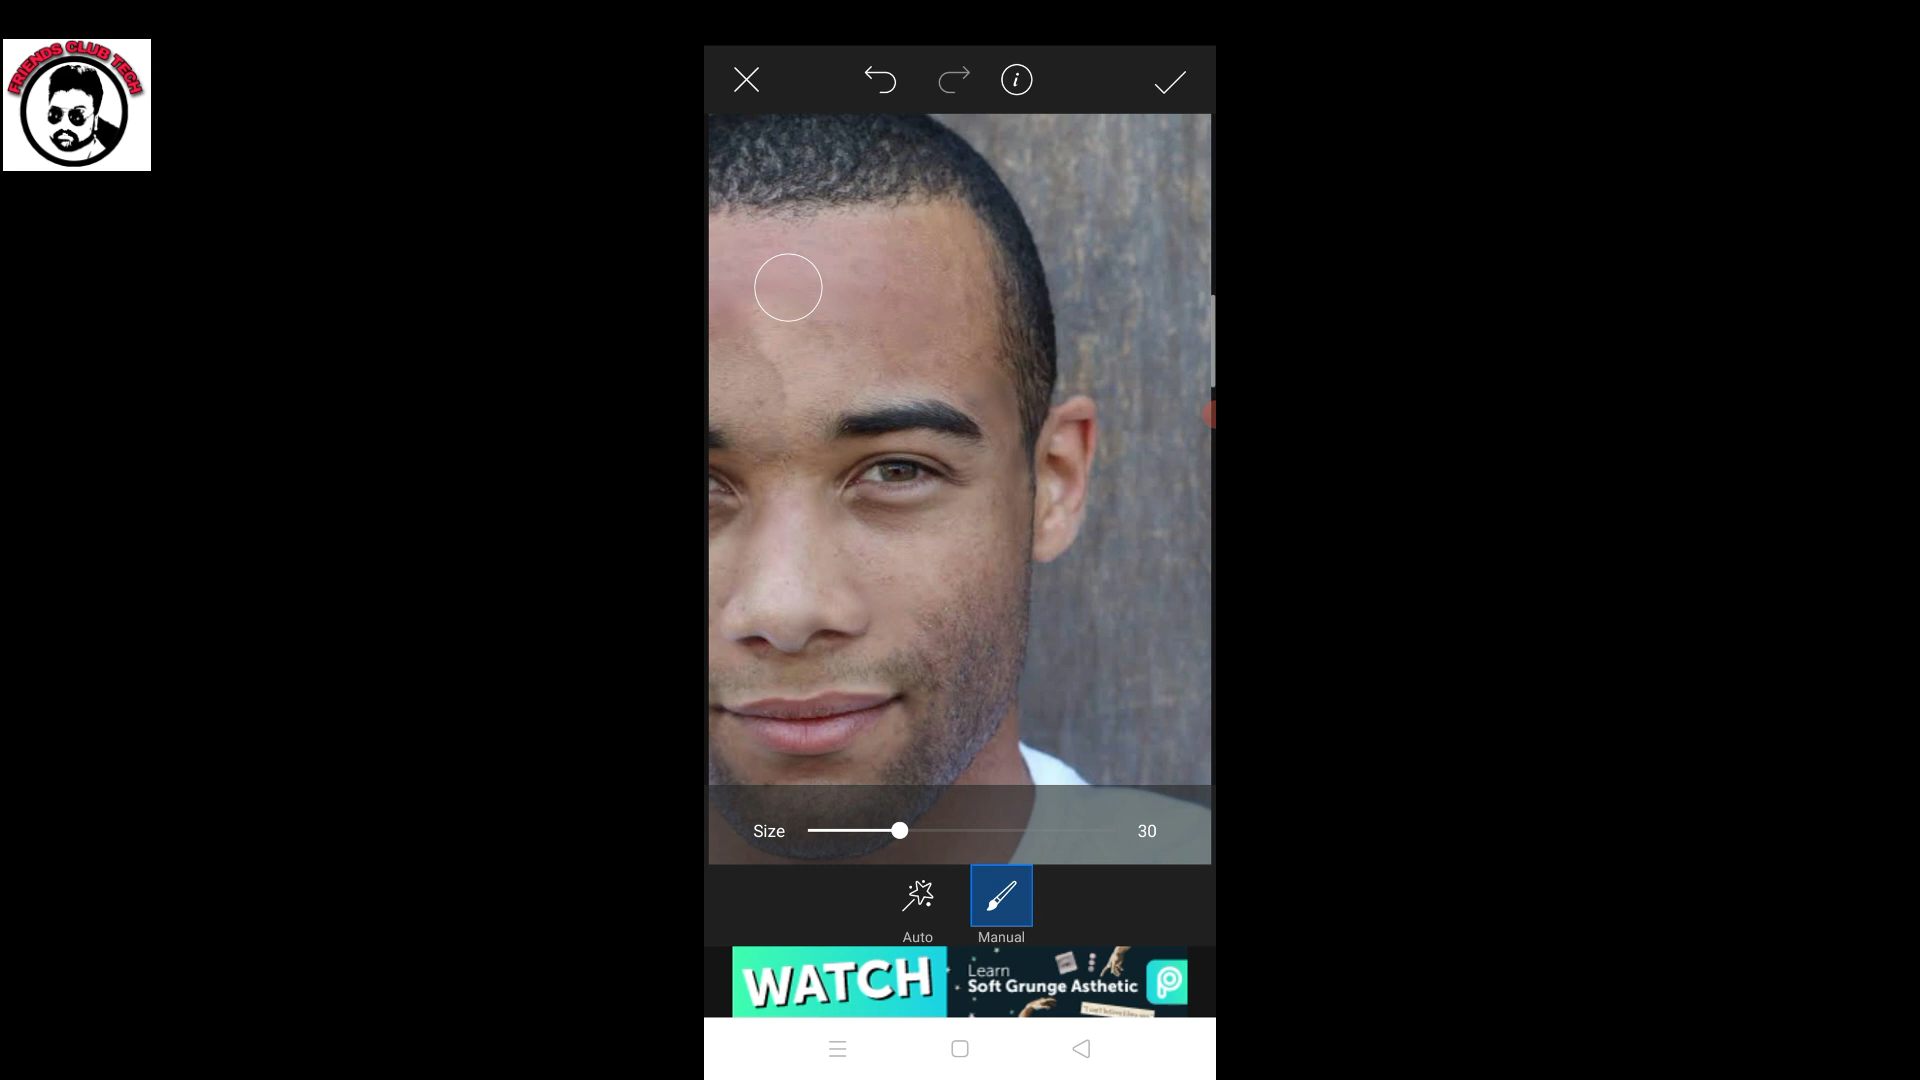 FRIENDS CLUB TECH
Size
30
Auto
Manual
WATCH
Learn
Soft Grunge Asthetic